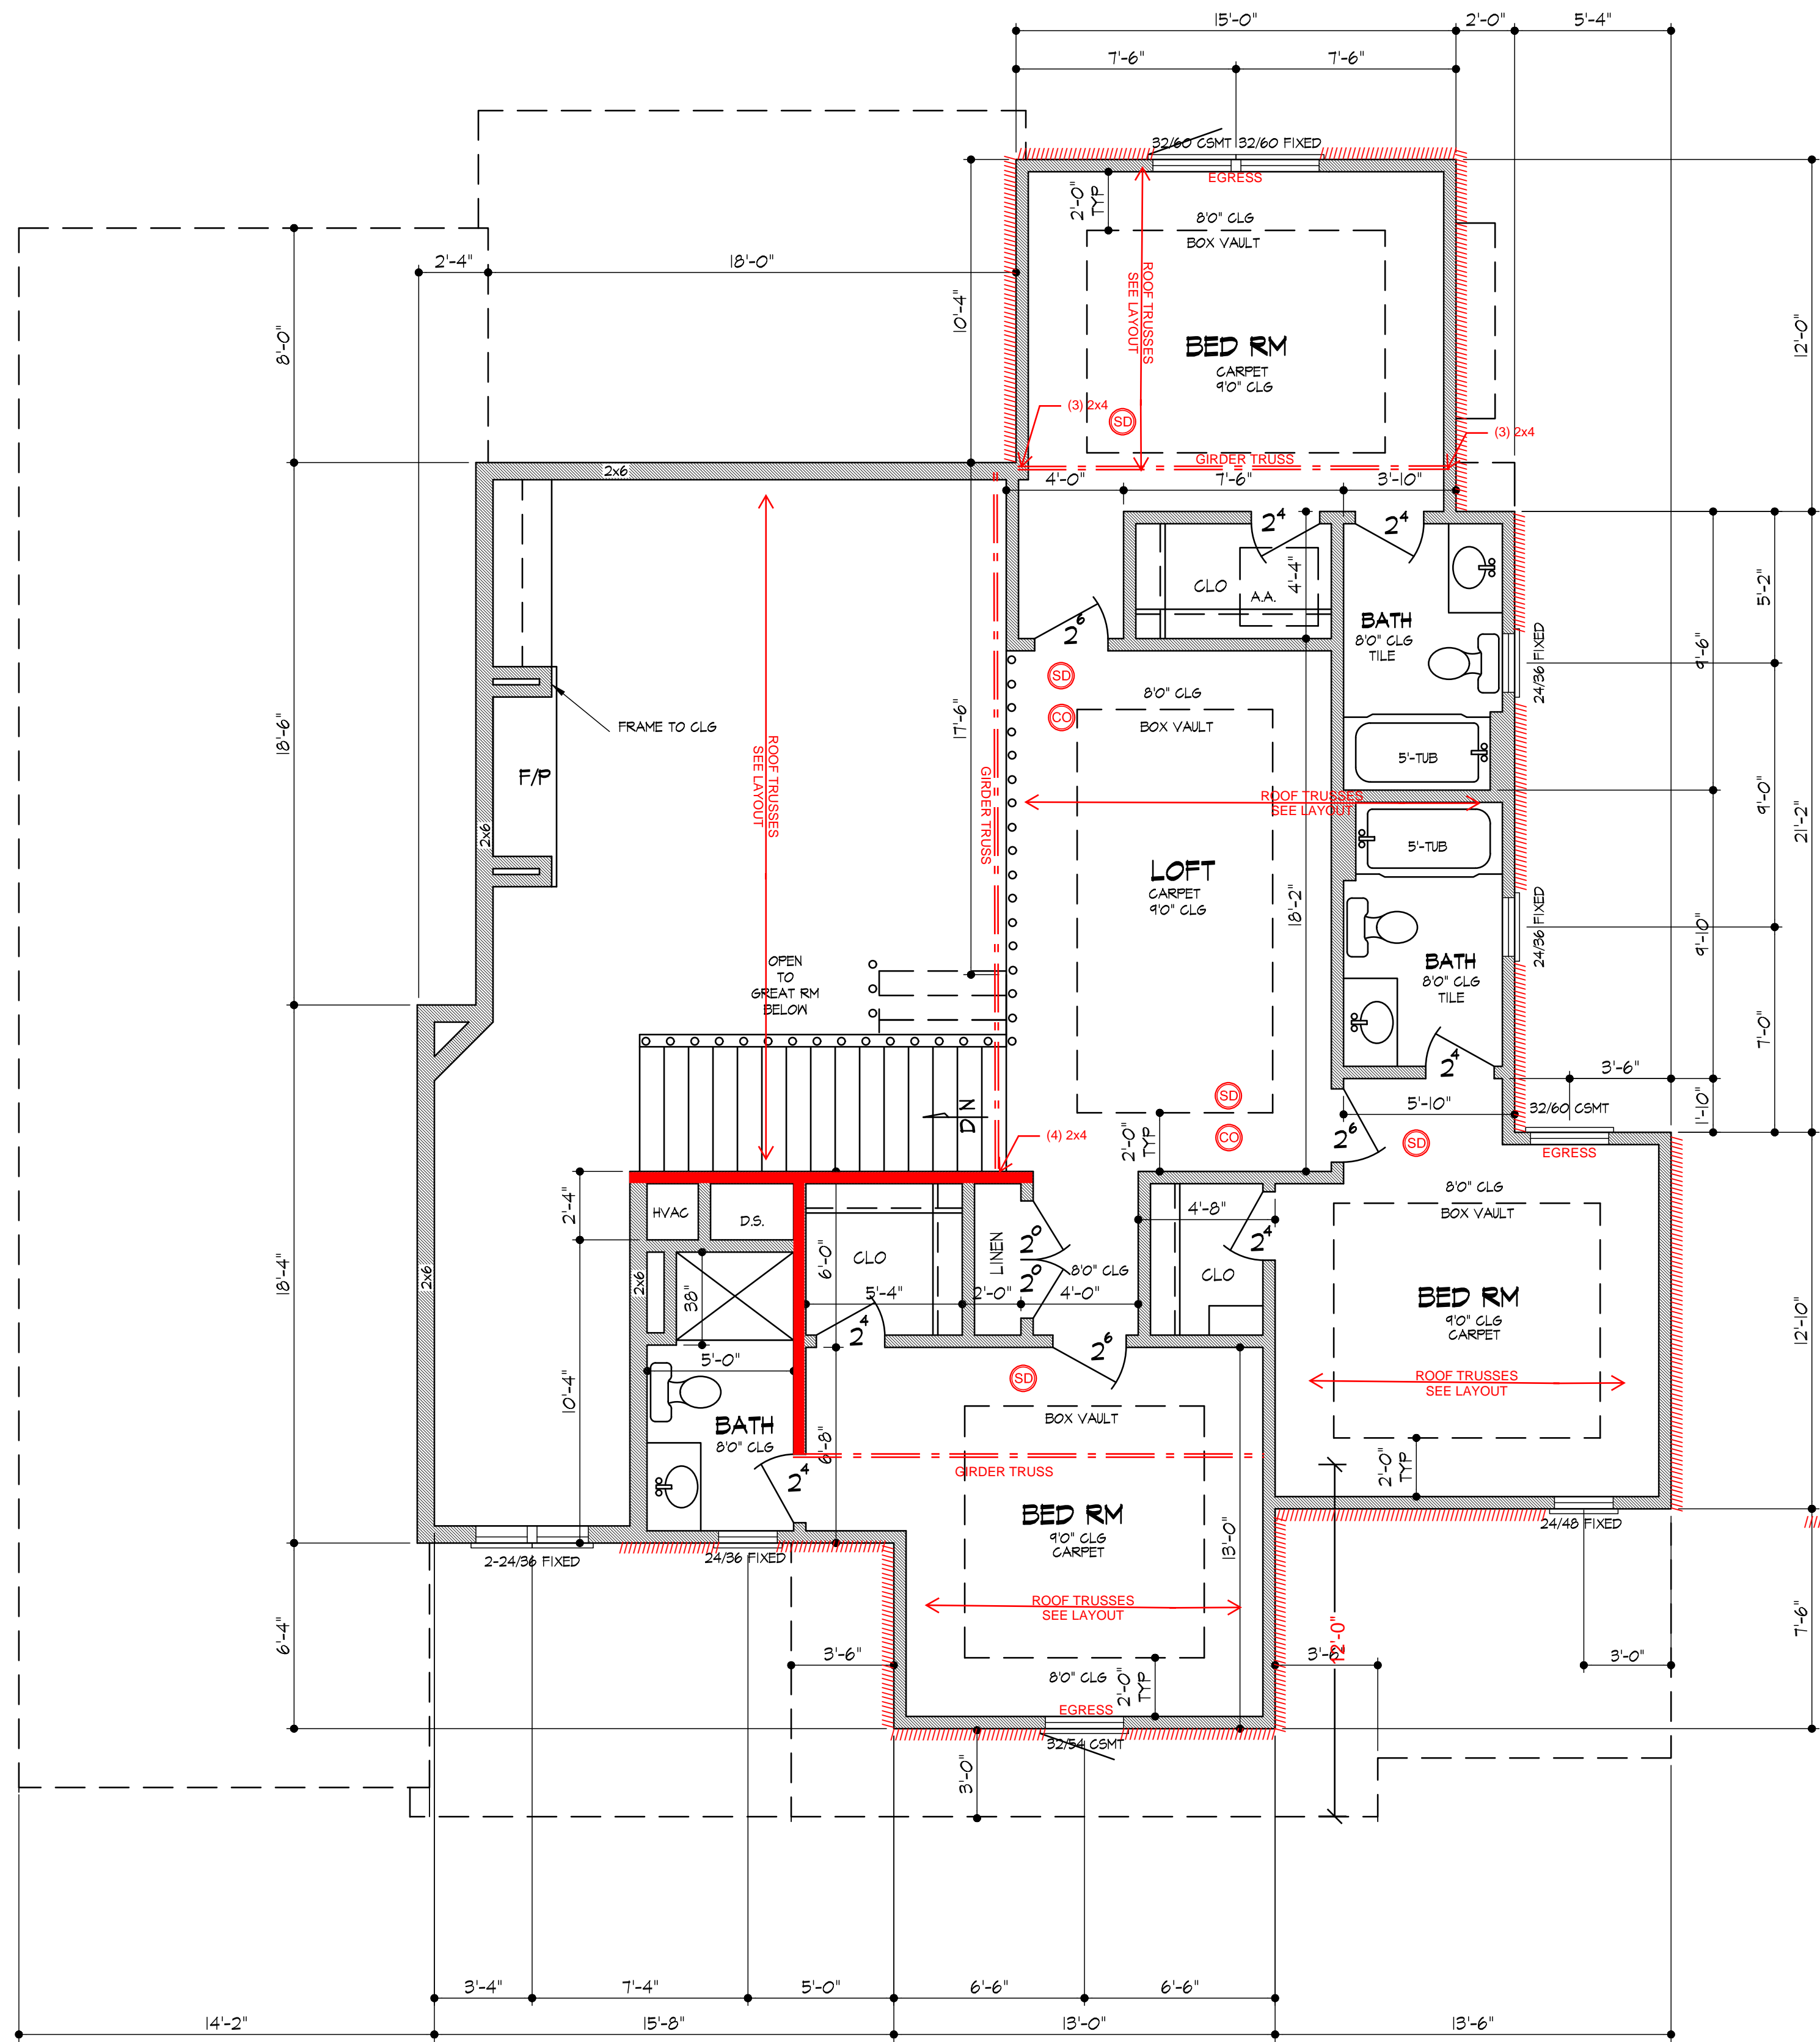 15'-0"
2'-0"
5'-4"
7'-6"
7'-6"
32/60 CSMT
32/60 FIXED
EGRESS
2'-0"
TYP
8'0" CLG
BOX VAULT
2'-4"
18'-0"
10'-4"
8'-0"
12'-0"
ROOF TRUSSES
SEE LAYOUT
BED RM
CARPET
9'0" CLG
(3) 2x4
SD
(3) 2x4
GIRDER TRUSS
2x6
4'-0"
7'-6"
3'-10"
2⁴
2⁴
4'-4"
CLO
A.A.
5'-2"
BATH
8'0" CLG
TILE
2⁶
24/36 FIXED
9'-6"
SD
8'0" CLG
CO
BOX VAULT
17'-6"
18'-6"
FRAME TO CLG
F/P
2x6
ROOF TRUSSES
SEE LAYOUT
GIRDER TRUSS
5'-TUB
ROOF TRUSSES
SEE LAYOUT
9'-0"
21'-2"
5'-TUB
LOFT
CARPET
9'0" CLG
18'-2"
24/36 FIXED
9'-10"
OPEN
TO
GREAT RM
BELOW
BATH
8'0" CLG
TILE
7'-0"
2⁴
3'-6"
SD
CO
DN
(4) 2x4
5'-10"
32/60 CSMT
1'-10"
2'-0"
TYP
2⁶
SD
EGRESS
2'-4"
HVAC
D.S.
8'0" CLG
BOX VAULT
4'-8"
CLO
6'-0"
LINEN
2⁰
2⁰
8'0" CLG
2⁴
CLO
18'-4"
2x6
2x6
38"
5'-4"
2'-0"
4'-0"
BED RM
9'0" CLG
CARPET
12'-10"
2⁴
2⁶
5'-0"
SD
10'-4"
ROOF TRUSSES
SEE LAYOUT
BATH
8'0" CLG
BOX VAULT
6'-8"
2'-0"
TYP
GIRDER TRUSS
2⁴
BED RM
9'0" CLG
CARPET
13'-0"
24/48 FIXED
2-24/36 FIXED
24/36 FIXED
ROOF TRUSSES
SEE LAYOUT
6'-4"
7'-6"
3'-6"
12'-0"
3'-6"
3'-0"
8'0" CLG
2'-0"
TYP
EGRESS
32/54 CSMT
3'-0"
3'-4"
7'-4"
5'-0"
6'-6"
6'-6"
14'-2"
15'-8"
13'-0"
13'-6"